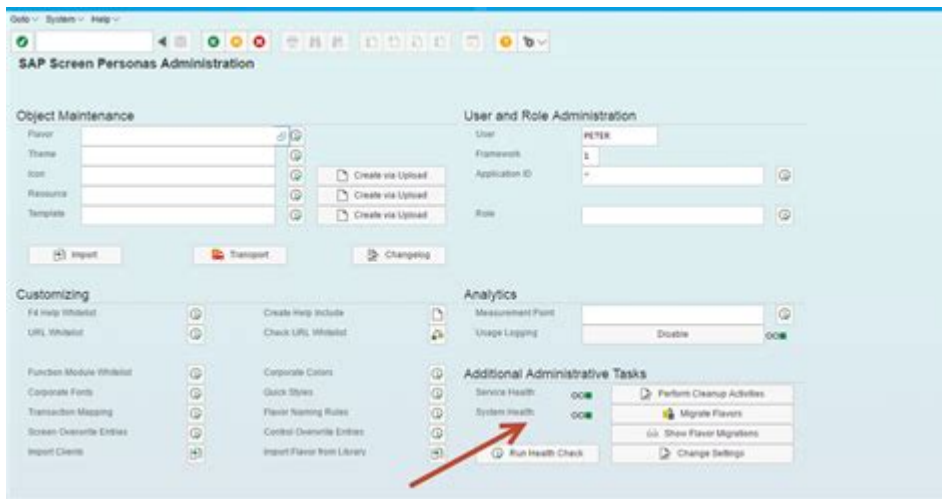 Goto System Help
SAP Screen Personas Administration
Object Maintenance
User and Role Administration
Flavor
User PETER
Theme
Framework 1
Icon Create via Upload
Application ID *
Resource Create via Upload
Template Create via Upload
Role
Import Transport Changelog
Customizing
Analytics
F4 Help Whitelist Create Help Include
Measurement Point
URL Whitelist Check URL Whitelist
Usage Logging Disable
Function Module Whitelist Corporate Colors
Additional Administrative Tasks
Corporate Fonts Quick Styles
Service Health Perform Cleanup Activities
Transaction Mapping Flavor Naming Rules
System Health Migrate Flavors
Screen Overwrite Entries Control Overwrite Entries
Show Flavor Migrations
Import Clients Import Flavor from Library
Run Health Check Change Settings